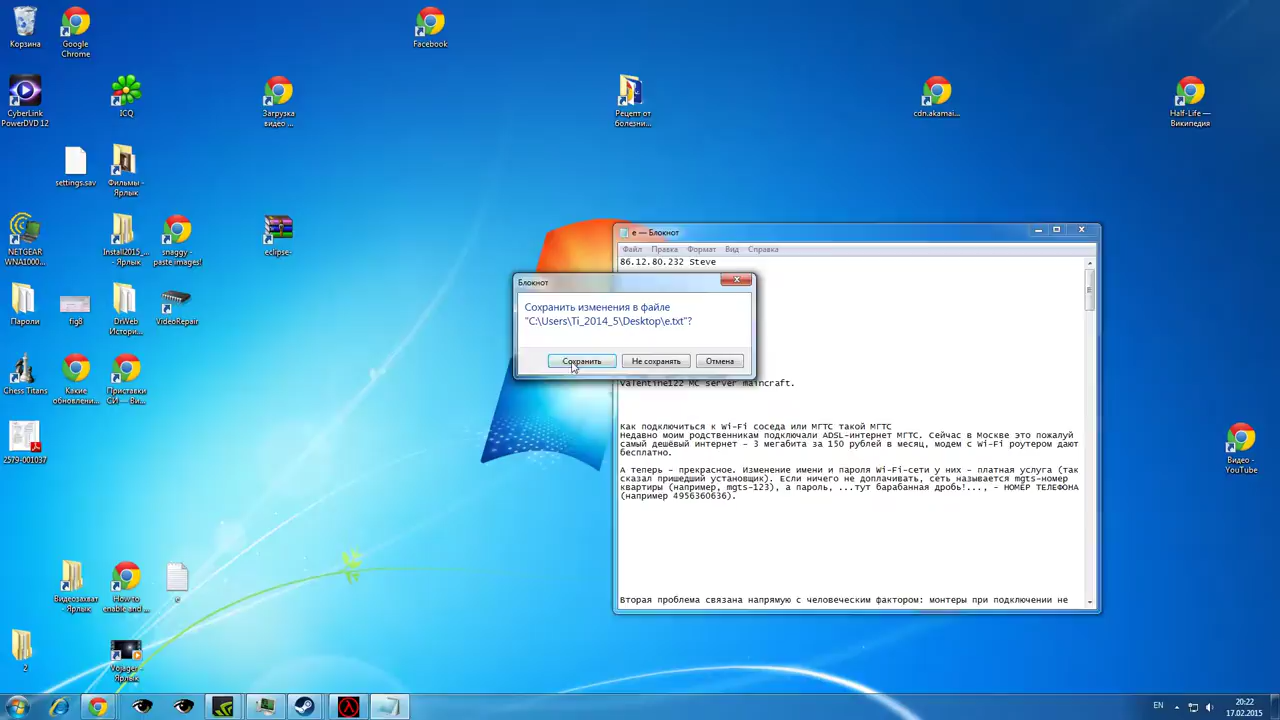 Корзина
Google
Chrome
Facebook
CyberLink
PowerDVD 12
ICQ
Загрузка
видео ...
Рецепт от
болезни...
cdn.akamai...
Half-Life —
Википедия
settings.sav
Фильмы -
Ярлык
NETGEAR
WNA1000...
Install2015_...
- Ярлык
snaggy -
paste images!
eclipse-
Пароли
fig8
DrWeb
Истори...
VideoRepair
Chess Titans
Какие
обновлени...
Приставки
СИ — Ви...
2579-001037
Видео -
YouTube
Видеозахват
- Ярлык
How to
enable and ...
e
2
Vojager -
Ярлык
e — Блокнот
Файл Правка Формат Вид Справка
86.12.80.232 Steve
Блокнот
Сохранить изменения в файле
"C:\Users\Ti_2014_5\Desktop\e.txt"?
Сохранить Не сохранять Отмена
Valentine122 MC server maincraft.
Как подключиться к Wi-Fi соседа или МГТС такой МГТС
Недавно моим родственникам подключали ADSL-интернет МГТС. Сейчас в Москве это пожалуй
самый дешёвый интернет - 3 мегабита за 150 рублей в месяц, модем с Wi-Fi роутером дают
бесплатно.
А теперь - прекрасное. Изменение имени и пароля Wi-Fi-сети у них - платная услуга (так
сказал пришедший установщик). Если ничего не доплачивать, сеть называется mgts-номер
квартиры (например, mgts-123), а пароль, ...тут барабанная дробь!..., - НОМЕР ТЕЛЕФОНА
(например 4956360636).
Вторая проблема связана напрямую с человеческим фактором: монтеры при подключении не
EN
20:22
17.02.2015